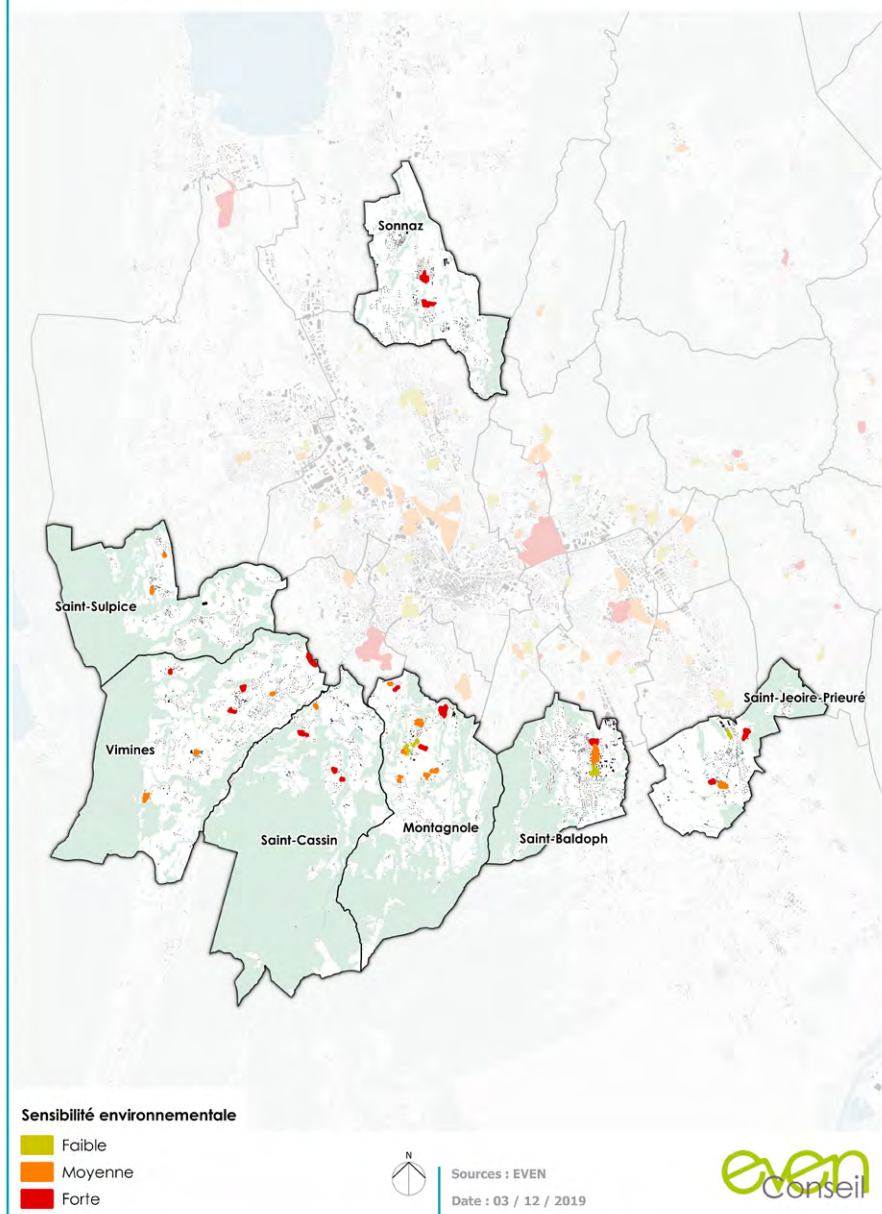 Sonnaz
Saint-Sulpice
Saint-Jeoire-Prieuré
Vimines
Montagnole
Saint-Cassin
Saint-Baldoph
Sensibilité environnementale
Faible
Moyenne
Forte
N
Sources : EVEN
Date : 03 / 12 / 2019
even
Conseil